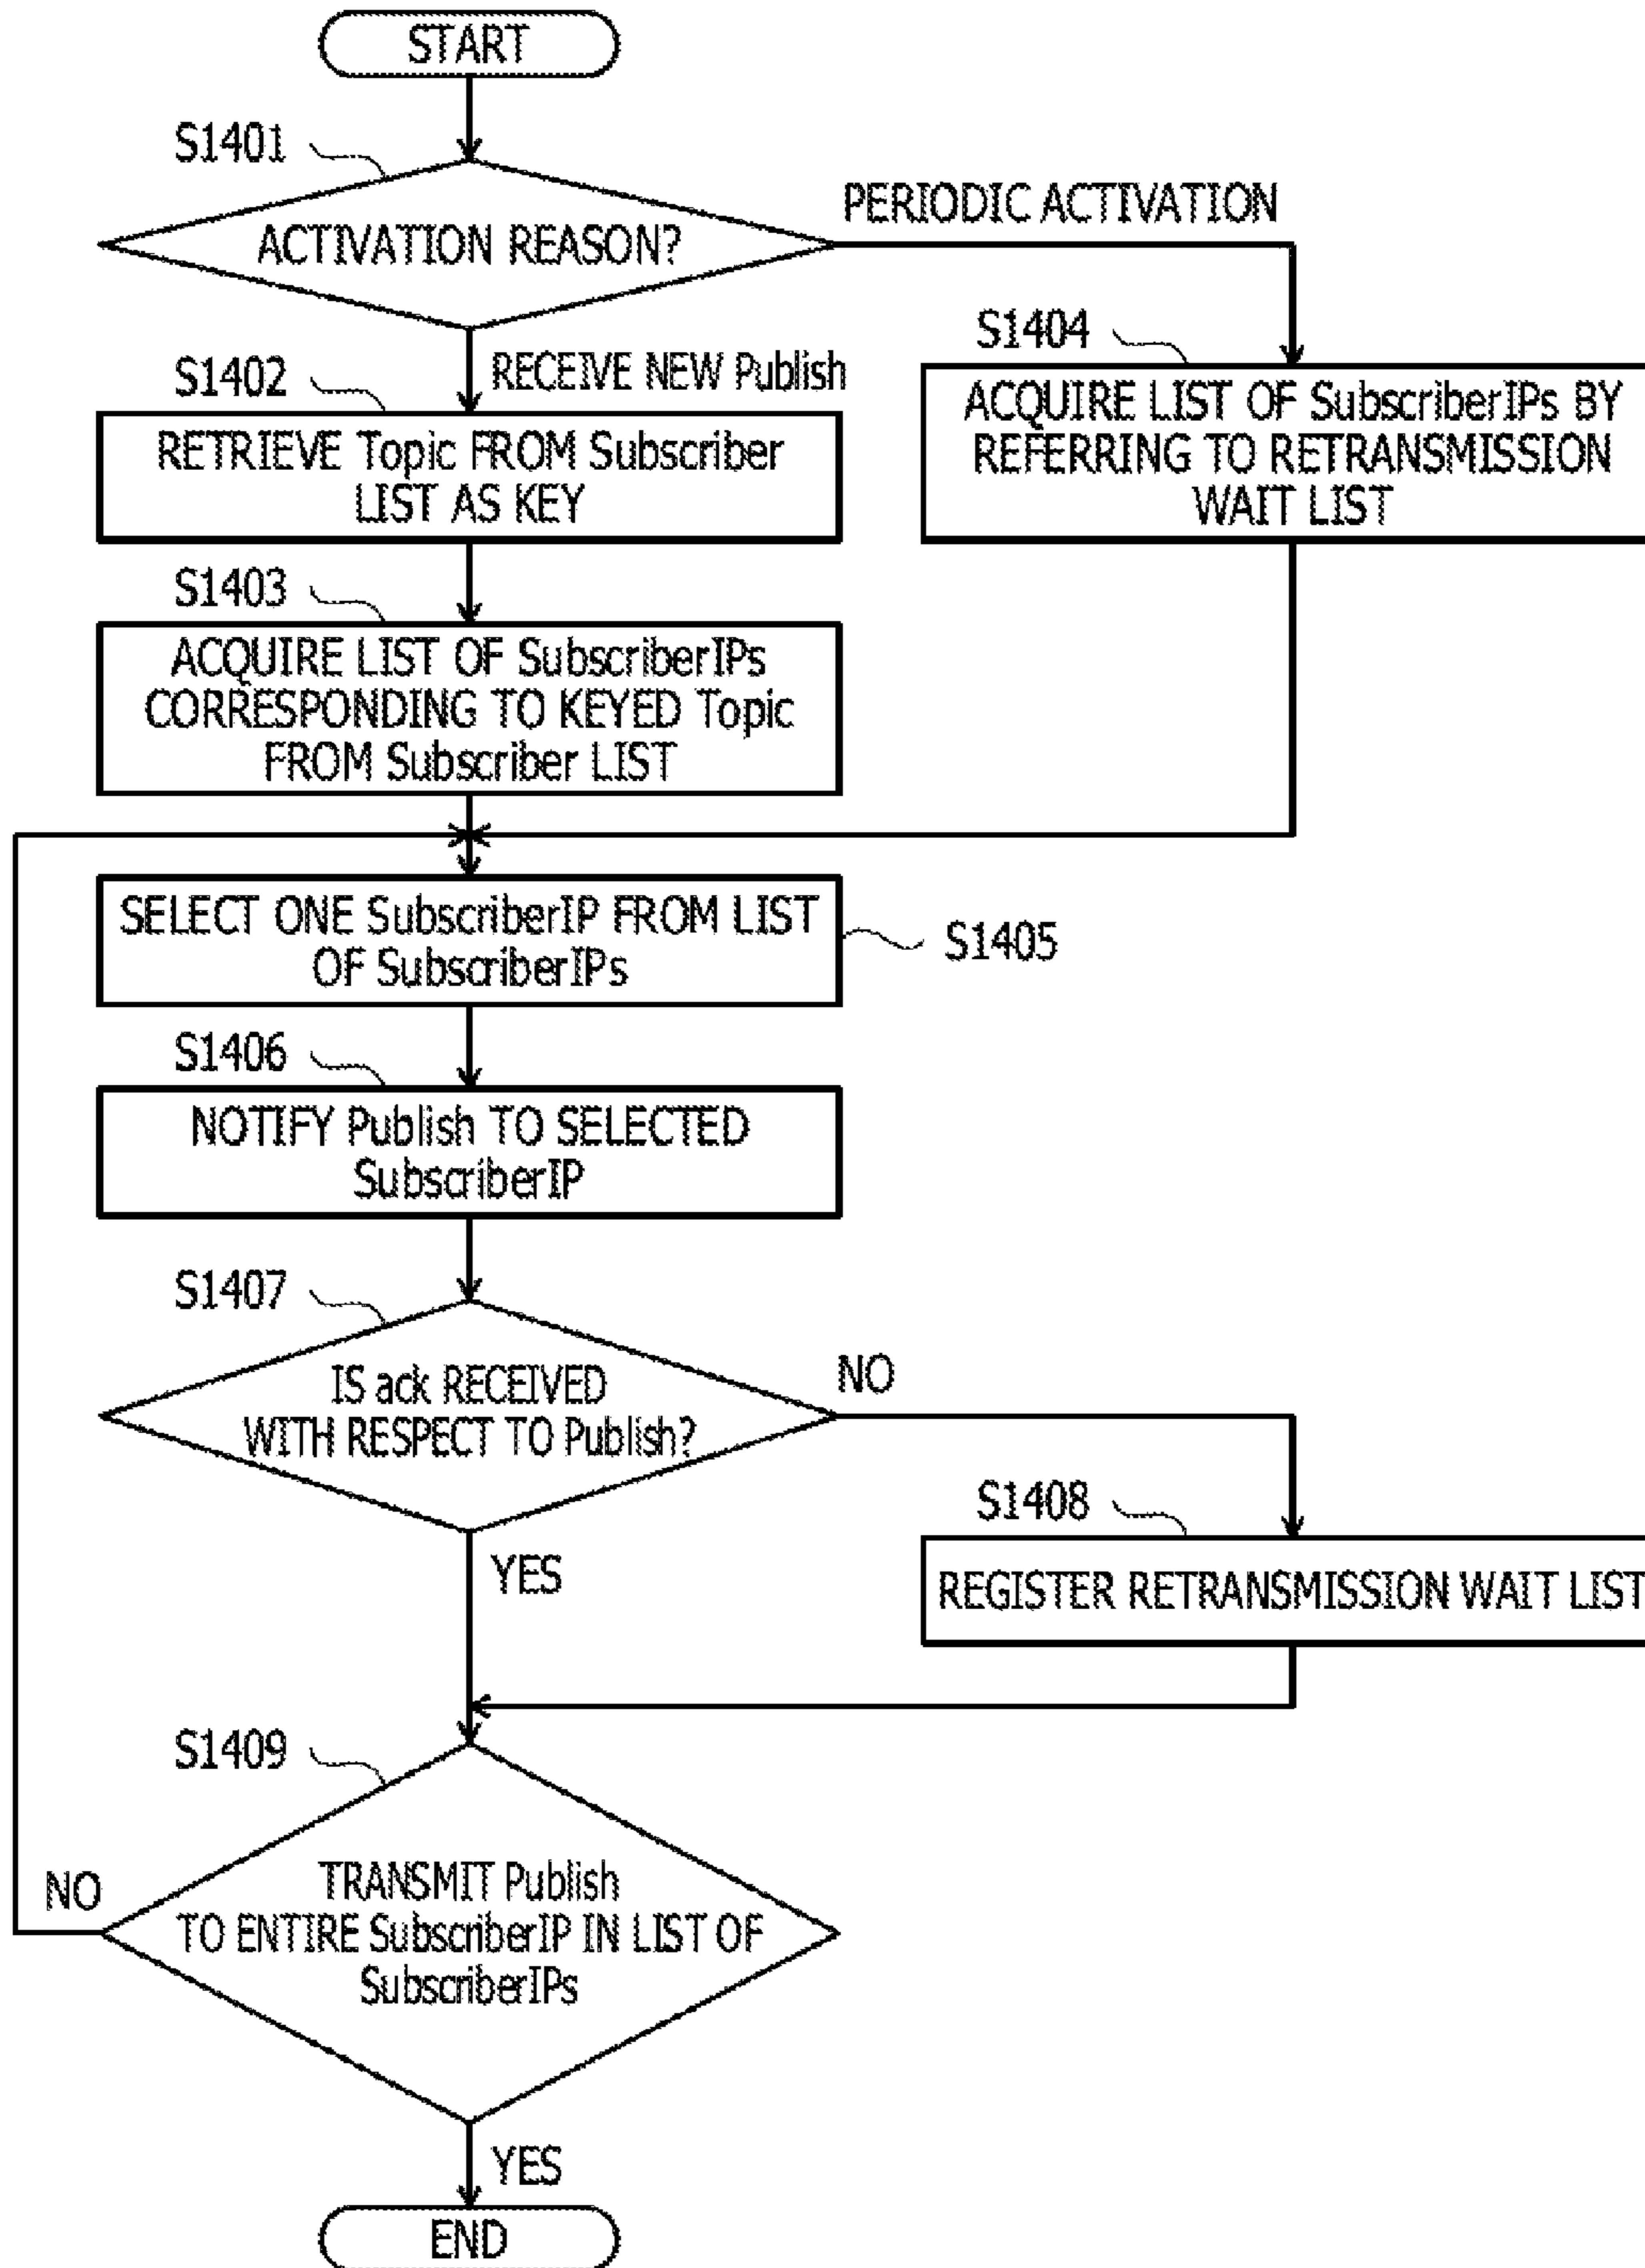 START
S1401
ACTIVATION REASON?
PERIODIC ACTIVATION
S1402
RECEIVE NEW Publish
RETRIEVE Topic FROM Subscriber
LIST AS KEY
S1404
ACQUIRE LIST OF SubscriberIPs BY
REFERRING TO RETRANSMISSION
WAIT LIST
S1403
ACQUIRE LIST OF SubscriberIPs
CORRESPONDING TO KEYED Topic
FROM Subscriber LIST
SELECT ONE SubscriberIP FROM LIST
OF SubscriberIPs
S1405
S1406
NOTIFY Publish TO SELECTED
SubscriberIP
S1407
IS ack RECEIVED
WITH RESPECT TO Publish?
NO
YES
S1408
REGISTER RETRANSMISSION WAIT LIST
S1409
TRANSMIT Publish
TO ENTIRE SubscriberIP IN LIST OF
SubscriberIPs
NO
YES
END